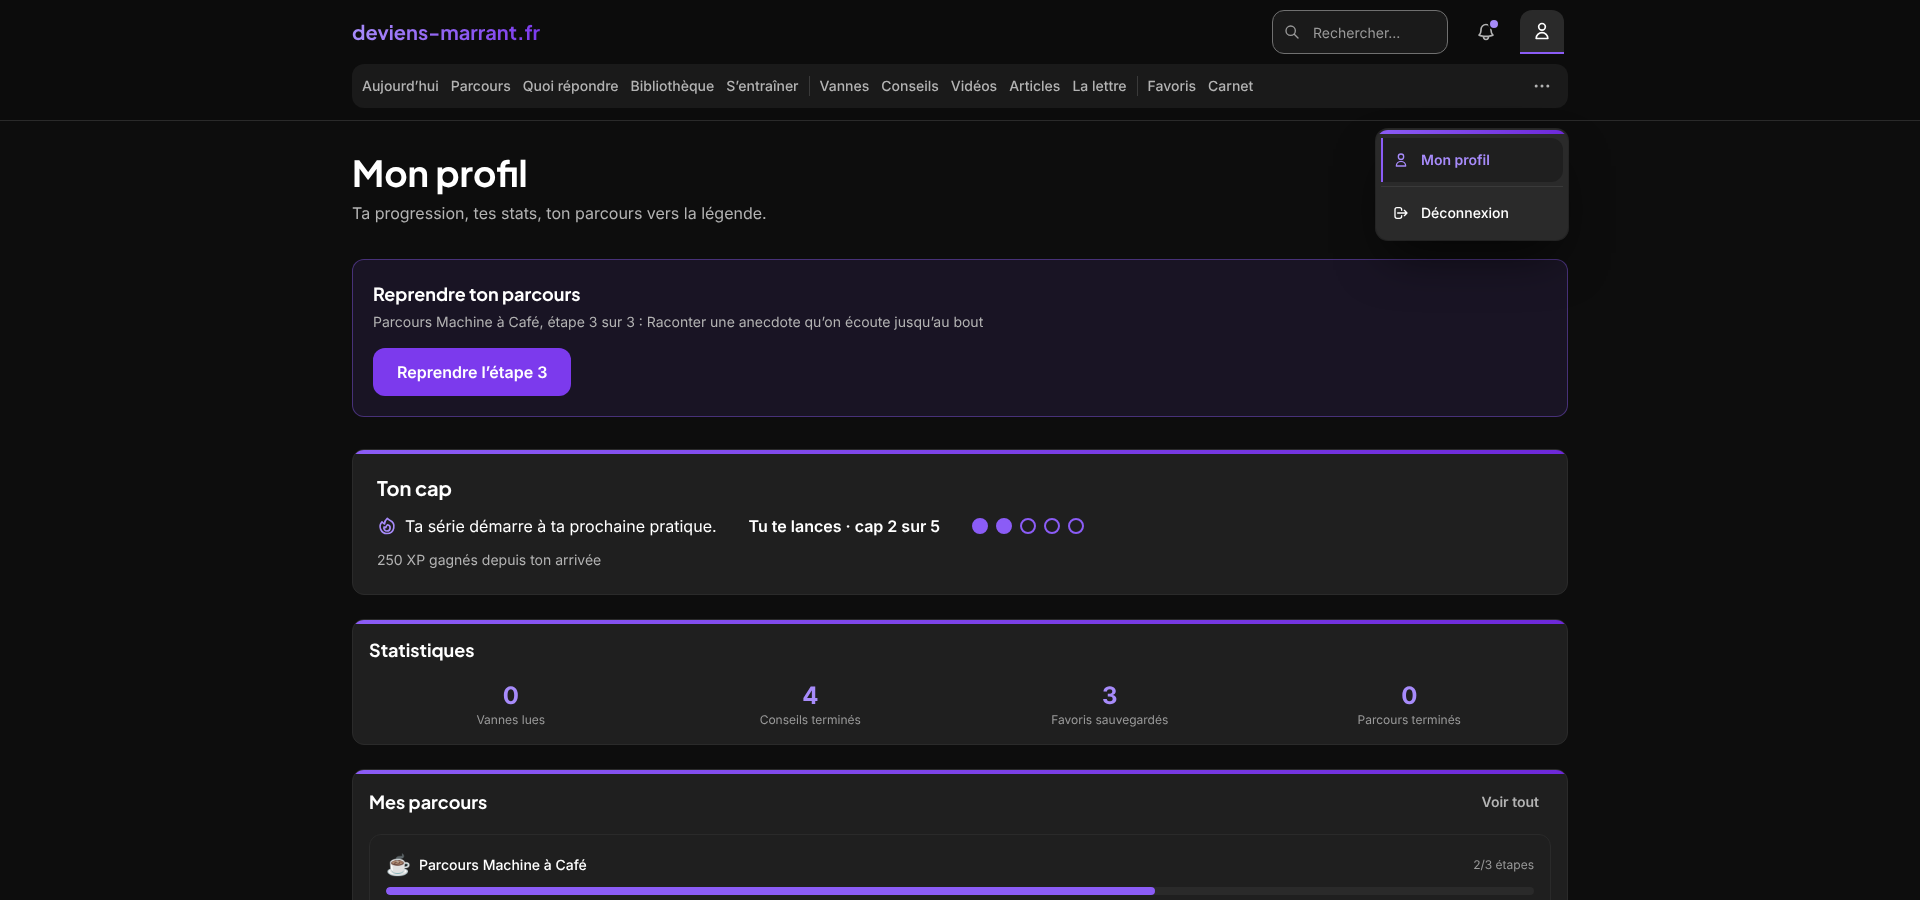 deviens-marrant.fr
Rechercher...
Aujourd’hui Parcours Quoi répondre Bibliothèque S’entraîner Vannes Conseils Vidéos Articles La lettre Favoris Carnet
Mon profil
Déconnexion
Mon profil
Ta progression, tes stats, ton parcours vers la légende.
Reprendre ton parcours
Parcours Machine à Café, étape 3 sur 3 : Raconter une anecdote qu’on écoute jusqu’au bout
Reprendre l’étape 3
Ton cap
Ta série démarre à ta prochaine pratique. Tu te lances · cap 2 sur 5
250 XP gagnés depuis ton arrivée
Statistiques
0 4 3 0
Vannes lues Conseils terminés Favoris sauvegardés Parcours terminés
Mes parcours Voir tout
Parcours Machine à Café 2/3 étapes